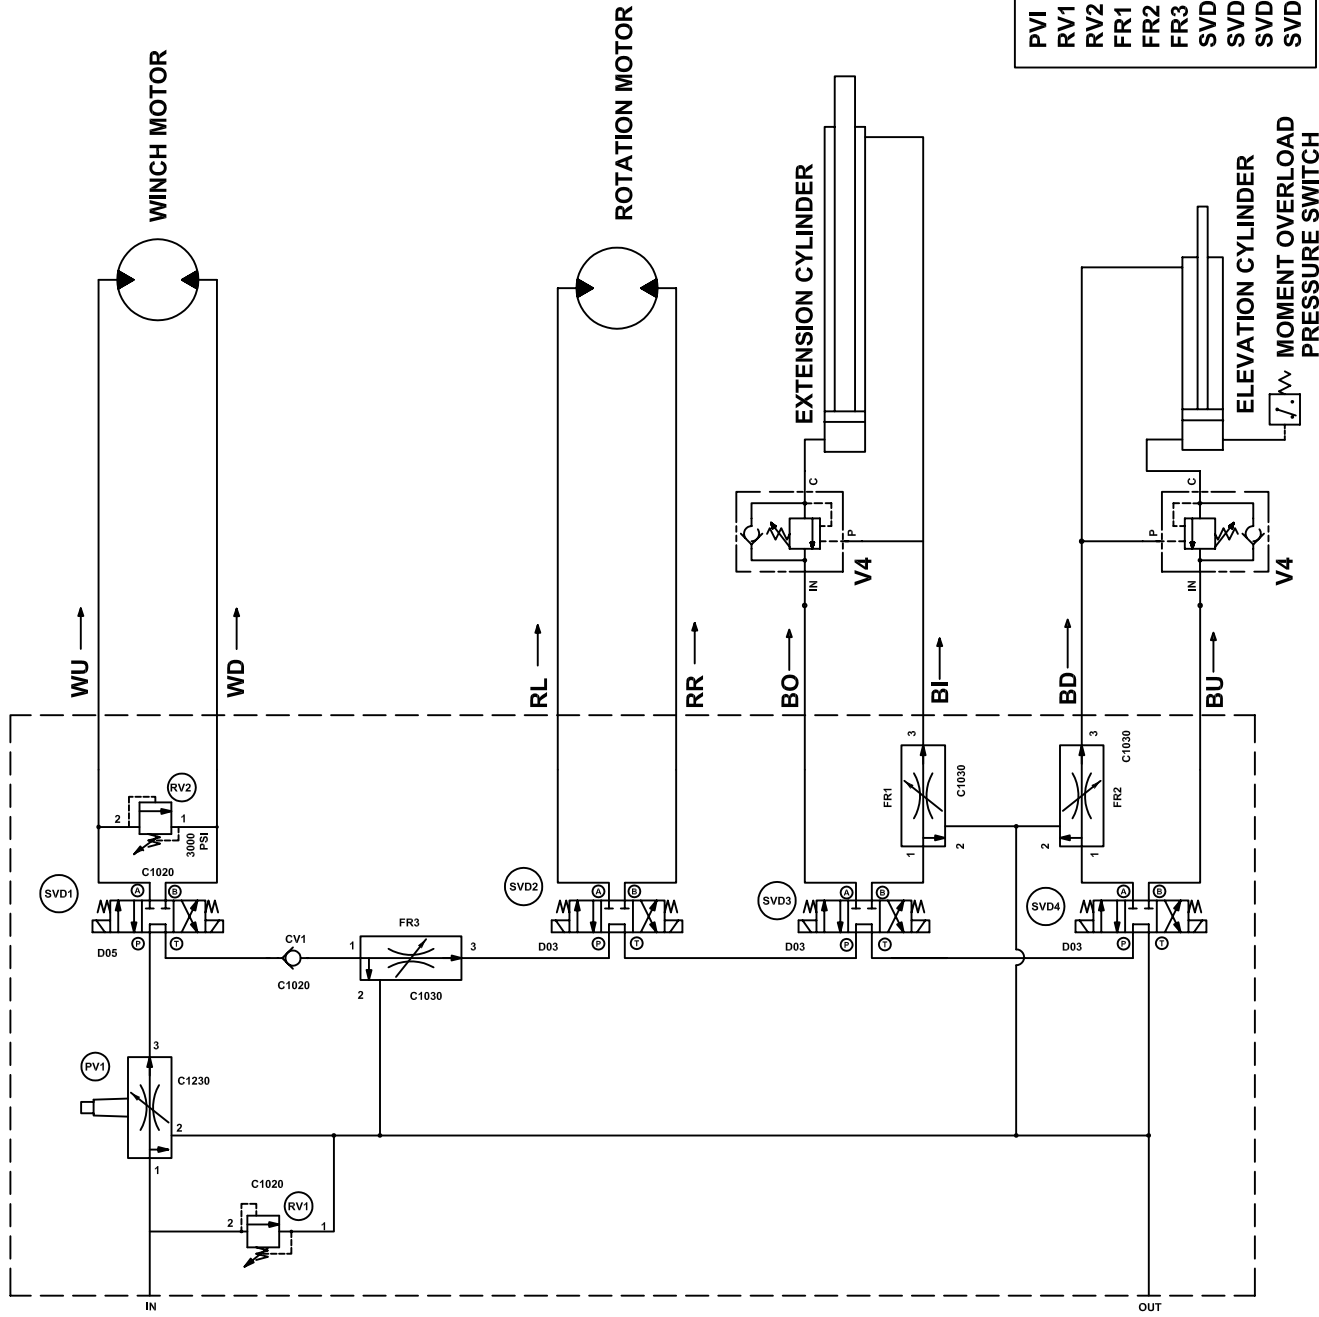 WINCH MOTOR
ROTATION MOTOR
EXTENSION CYLINDER
ELEVATION CYLINDER
MOMENT OVERLOAD
PRESSURE SWITCH
PVI
RV1
RV2
FR1
FR2
FR3
SVD
SVD
SVD
SVD
WU
WD
RL
RR
BO
BI
BD
BU
C
P
IN
V4
C
P
IN
V4
RV2
2
1
3000
PSI
C1020
SVD1
A
B
P
T
D05
SVD2
A
B
P
T
D03
SVD3
A
B
P
T
D03
SVD4
A
B
P
T
D03
FR1
3
C1030
1
2
3
C1030
FR2
2
1
CV1
C1020
FR3
1
3
2
C1030
PV1
3
C1230
2
1
C1020
RV1
2
1
IN
OUT